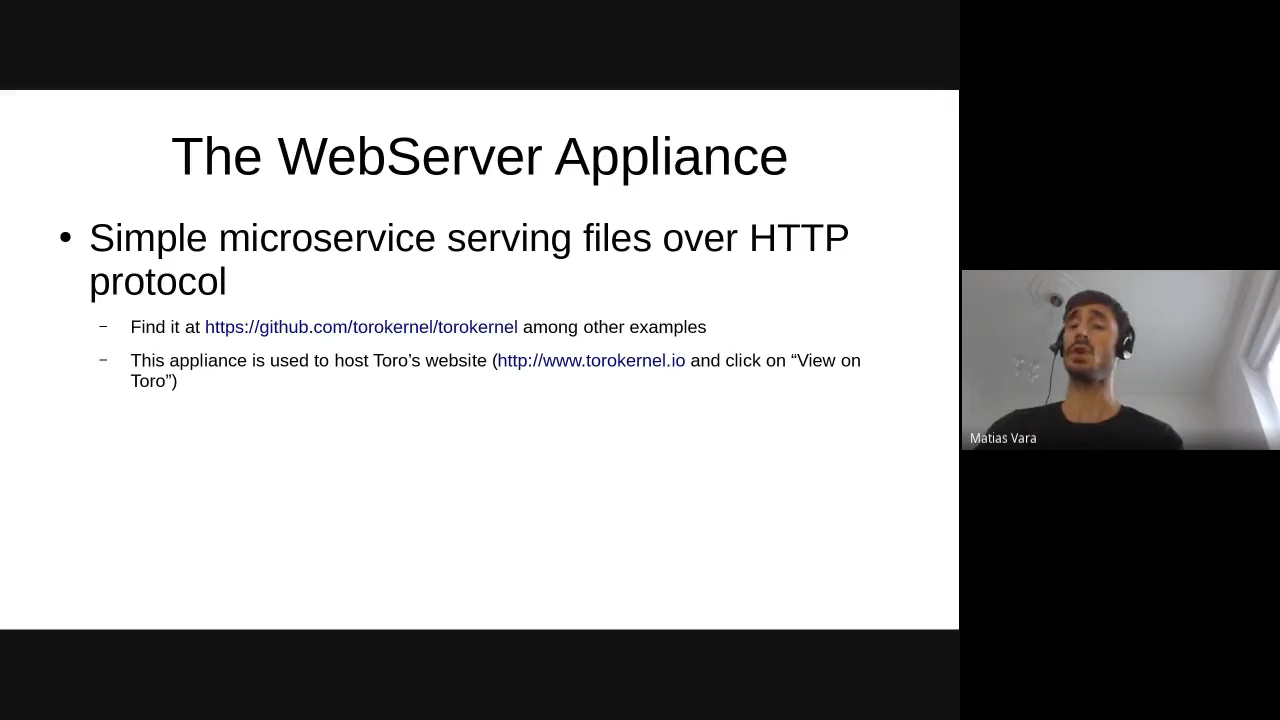 The WebServer Appliance
• Simple microservice serving files over HTTP
protocol
– Find it at https://github.com/torokernel/torokernel among other examples
– This appliance is used to host Toro’s website (http://www.torokernel.io and click on “View on
Toro”)
Matias Vara